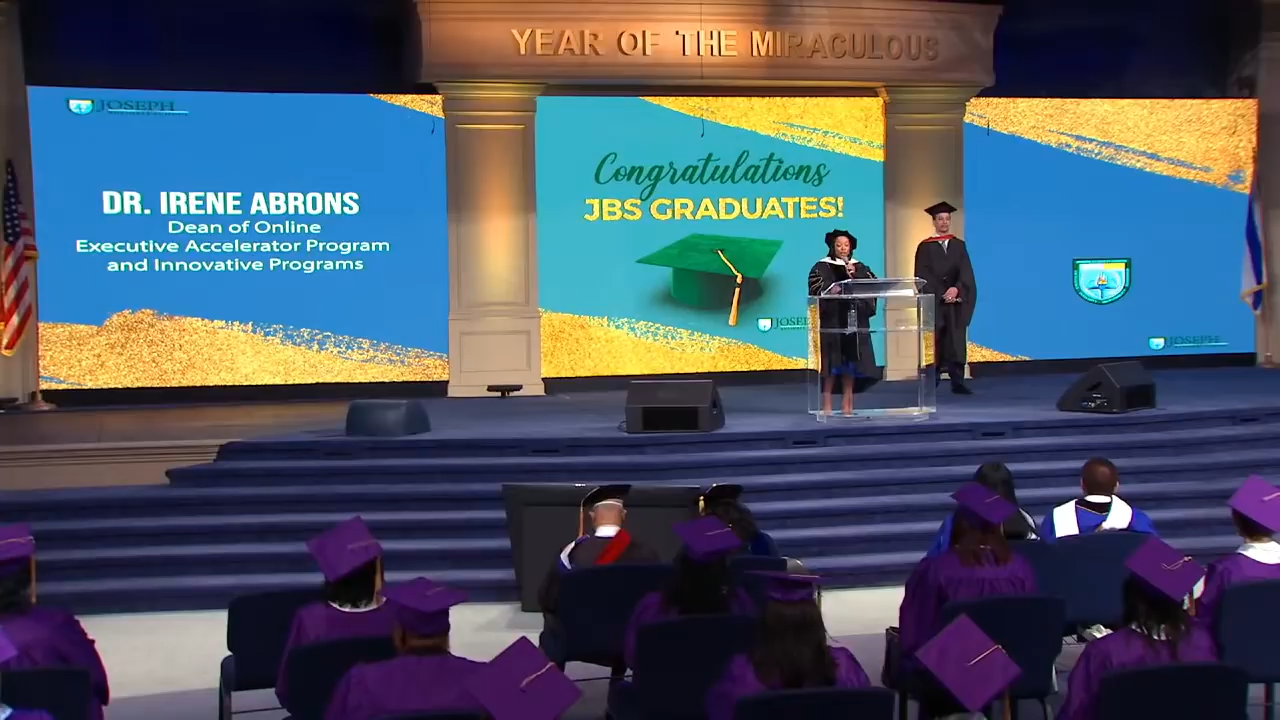 YEAR OF THE MIRACULOUS
JOSEPH
DR. IRENE ABRONS
Dean of Online
Executive Accelerator Program
and Innovative Programs
Congratulations
JBS GRADUATES!
JOSEPH